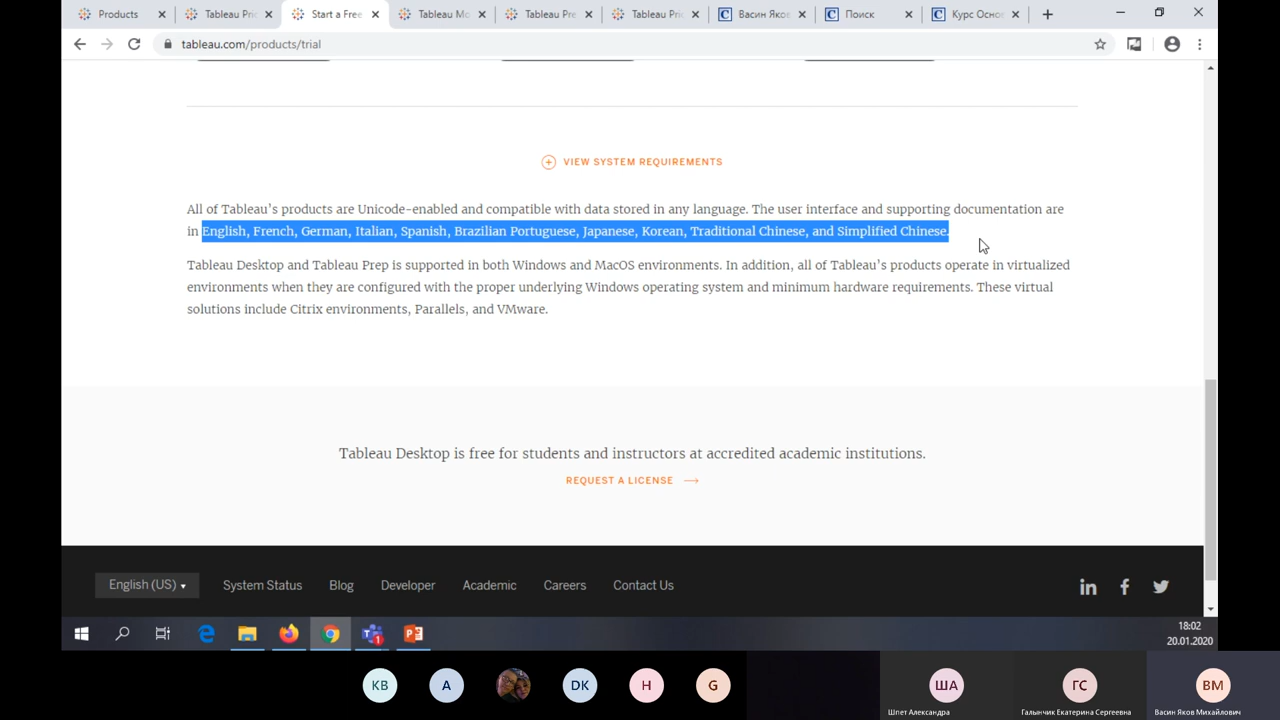 Products
Tableau Pric
Start a Free
Tableau Mo
Tableau Pre
Tableau Pric
Васин Яков
Поиск
Курс Осно
tableau.com/products/trial
VIEW SYSTEM REQUIREMENTS
All of Tableau's products are Unicode-enabled and compatible with data stored in any language. The user interface and supporting documentation are
in English, French, German, Italian, Spanish, Brazilian Portuguese, Japanese, Korean, Traditional Chinese, and Simplified Chinese.
Tableau Desktop and Tableau Prep is supported in both Windows and MacOS environments. In addition, all of Tableau's products operate in virtualized
environments when they are configured with the proper underlying Windows operating system and minimum hardware requirements. These virtual
solutions include Citrix environments, Parallels, and VMware.
Tableau Desktop is free for students and instructors at accredited academic institutions.
REQUEST A LICENSE
English (US)
System Status
Blog
Developer
Academic
Careers
Contact Us
18:02
20.01.2020
КВ
А
DK
Н
G
ША
ГС
ВМ
Шпет Александра
Галынчик Екатерина Сергеевна
Васин Яков Михайлович